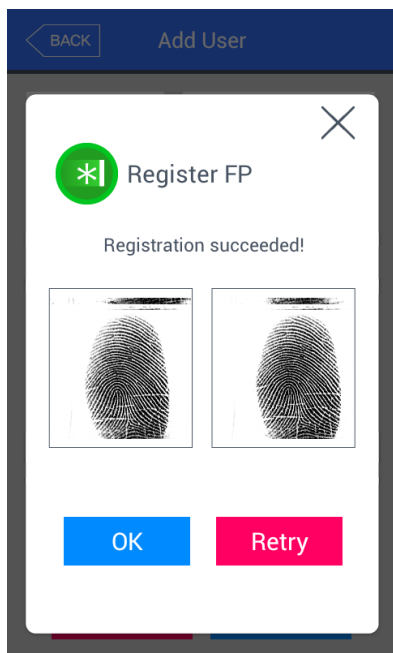 BACK
Add User
Register FP
Registration succeeded!
OK
Retry